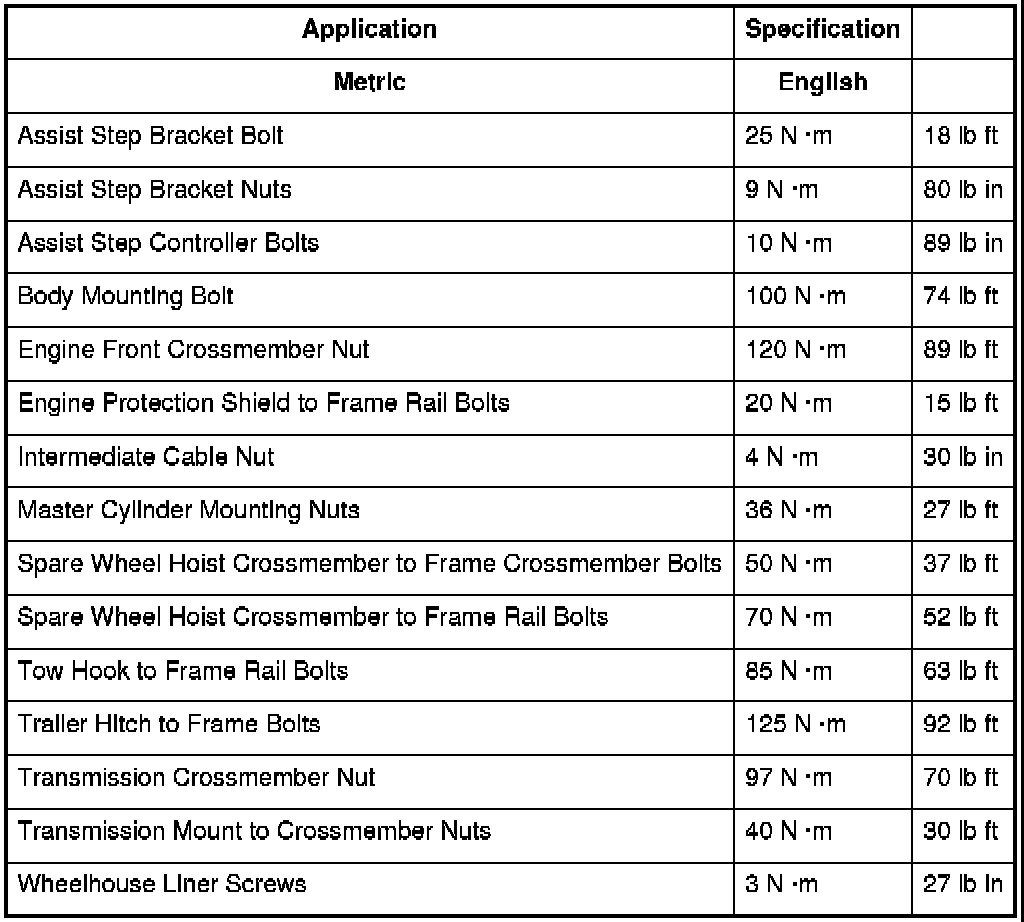 Application Specification
Metric English
Assist Step Bracket Bolt 25 N·m 18 lb ft
Assist Step Bracket Nuts 9 N·m 80 lb in
Assist Step Controller Bolts 10 N·m 89 lb in
Body Mounting Bolt 100 N·m 74 lb ft
Engine Front Crossmember Nut 120 N·m 89 lb ft
Engine Protection Shield to Frame Rail Bolts 20 N·m 15 lb ft
Intermediate Cable Nut 4 N·m 30 lb in
Master Cylinder Mounting Nuts 36 N·m 27 lb ft
Spare Wheel Hoist Crossmember to Frame Crossmember Bolts 50 N·m 37 lb ft
Spare Wheel Hoist Crossmember to Frame Rail Bolts 70 N·m 52 lb ft
Tow Hook to Frame Rail Bolts 85 N·m 63 lb ft
Trailer Hitch to Frame Bolts 125 N·m 92 lb ft
Transmission Crossmember Nut 97 N·m 70 lb ft
Transmission Mount to Crossmember Nuts 40 N·m 30 lb ft
Wheelhouse Liner Screws 3 N·m 27 lb in